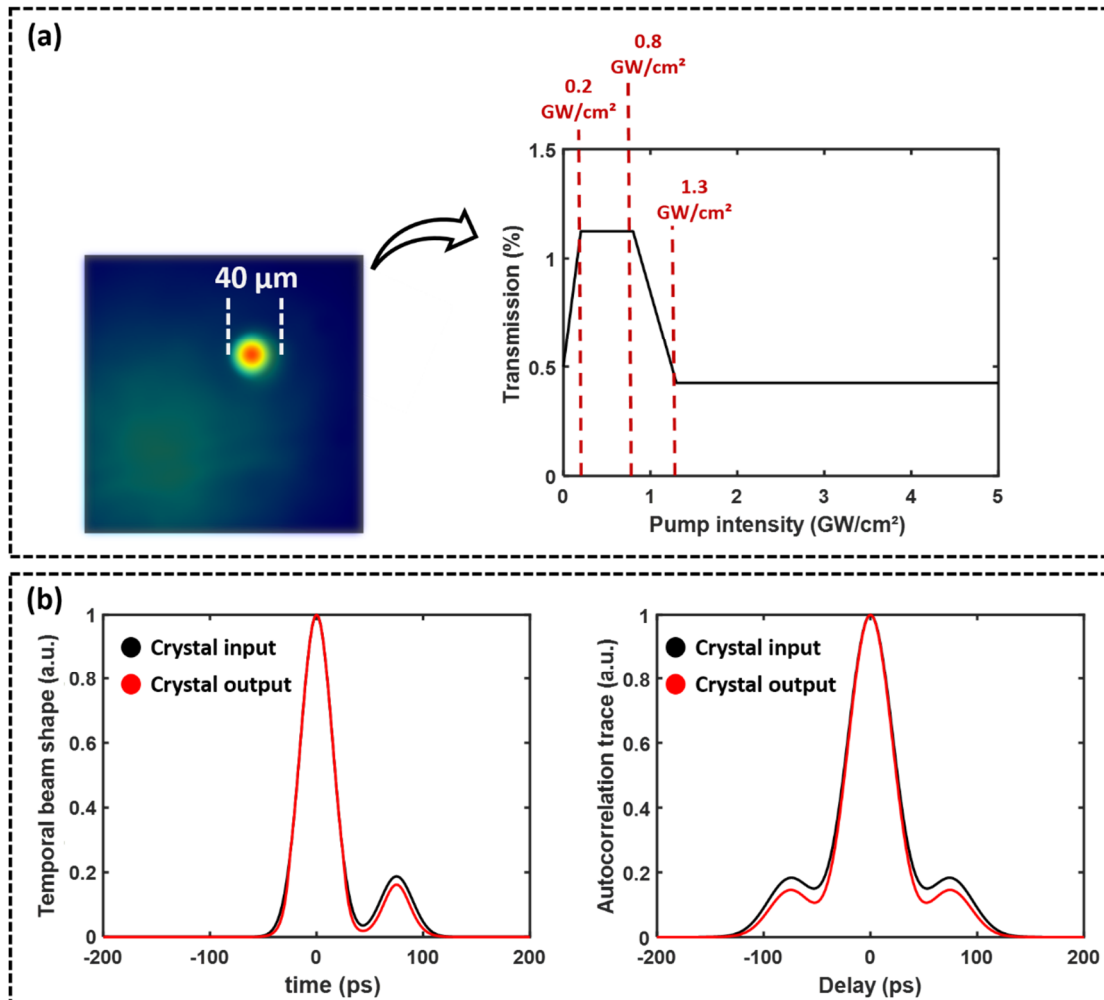 (a)
0.8
GW/cm²
0.2
GW/cm²
1.3
GW/cm²
40 µm
1.5
1
0.5
0
Transmission (%)
0 1 2 3 4 5
Pump intensity (GW/cm²)
(b)
1
0.8
0.6
0.4
0.2
0
Temporal beam shape (a.u.)
Crystal input
Crystal output
-200 -100 0 100 200
time (ps)
1
0.8
0.6
0.4
0.2
0
Autocorrelation trace (a.u.)
Crystal input
Crystal output
-200 -100 0 100 200
Delay (ps)